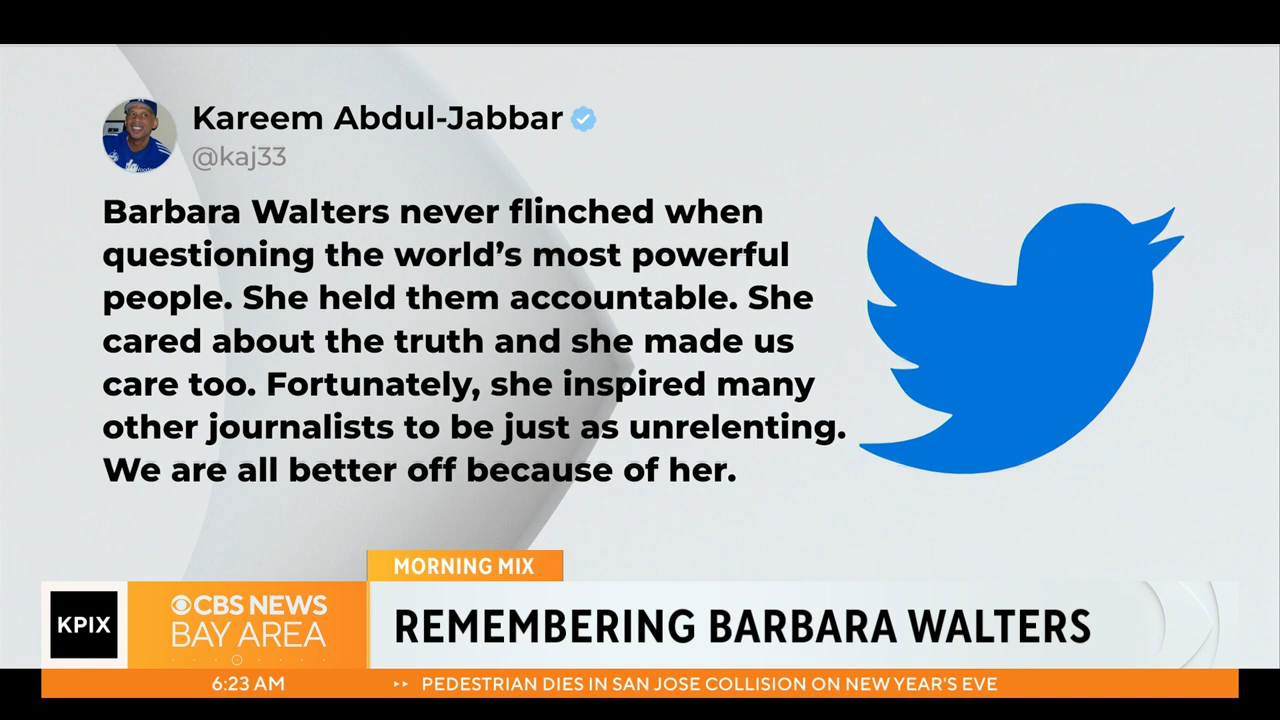 Kareem Abdul-Jabbar
@kaj33
Barbara Walters never flinched when
questioning the world's most powerful
people. She held them accountable. She
cared about the truth and she made us
care too. Fortunately, she inspired many
other journalists to be just as unrelenting.
We are all better off because of her.
MORNING MIX
KPIX
CBS NEWS
BAY AREA
REMEMBERING BARBARA WALTERS
6:23 AM
PEDESTRIAN DIES IN SAN JOSE COLLISION ON NEW YEAR'S EVE